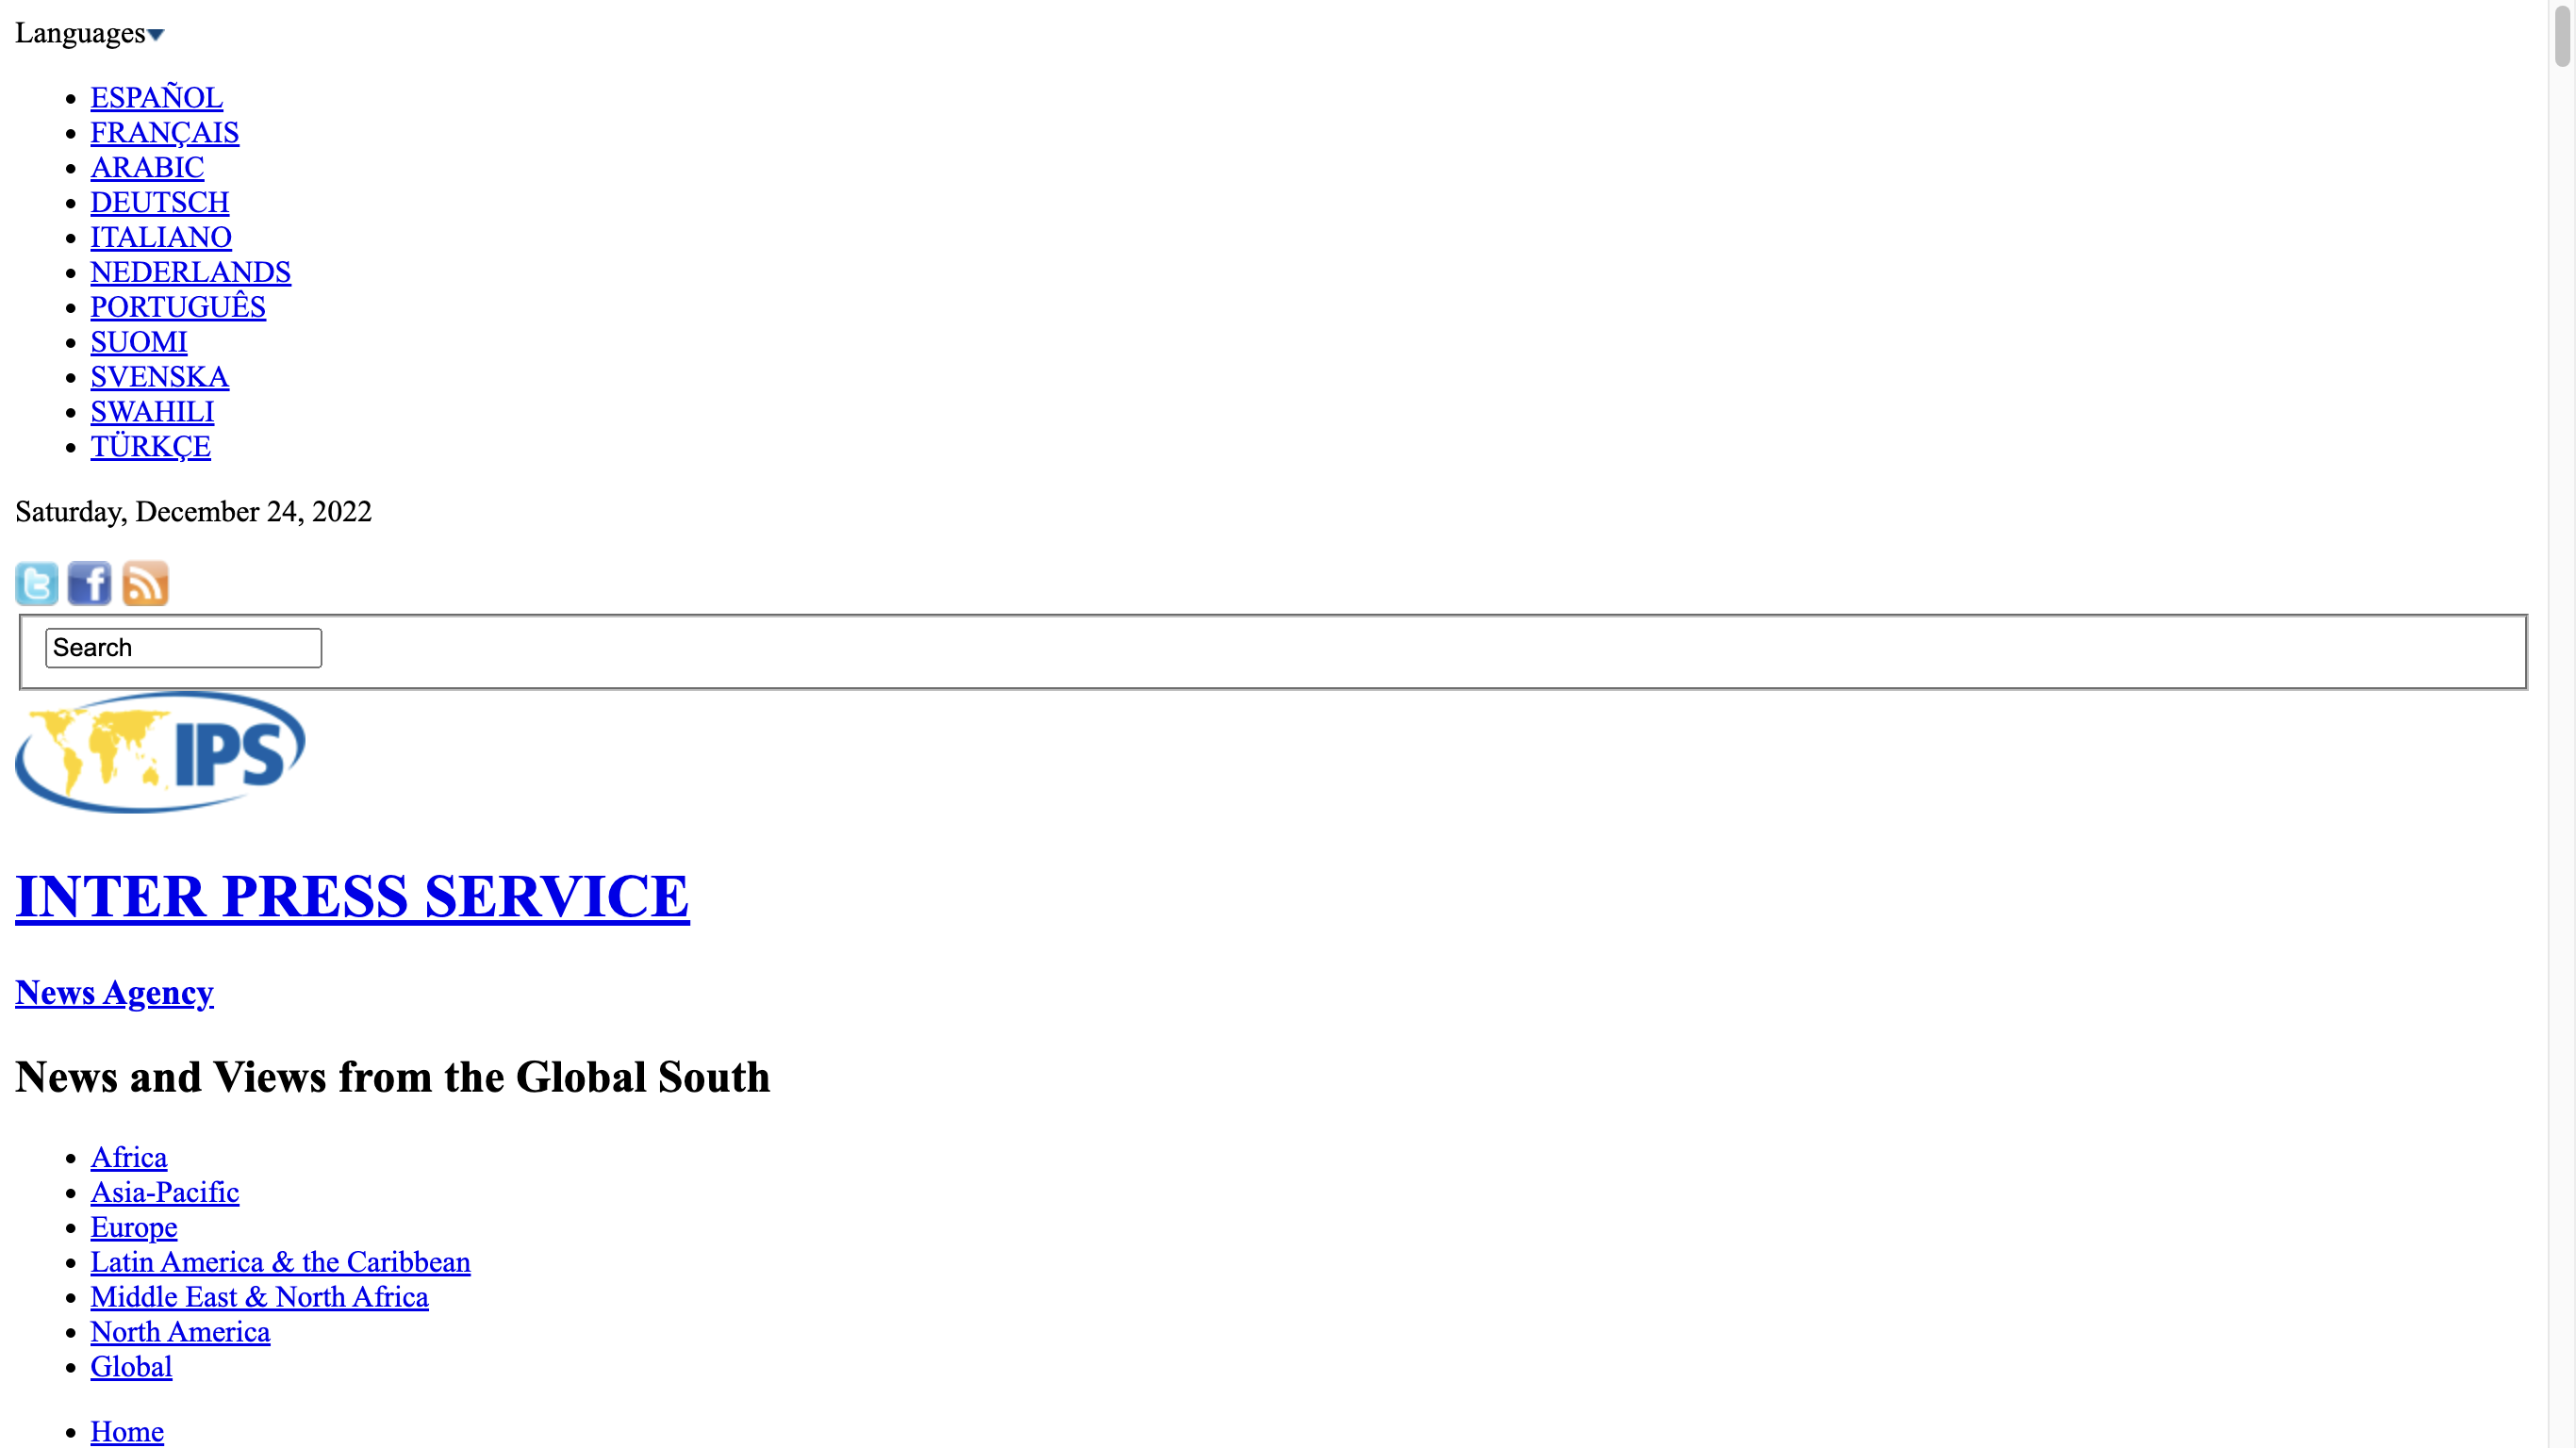 Languages
ESPAÑOL
FRANÇAIS
ARABIC
DEUTSCH
ITALIANO
NEDERLANDS
PORTUGUÊS
SUOMI
SVENSKA
SWAHILI
TÜRKÇE
Saturday, December 24, 2022
Search
IPS
INTER PRESS SERVICE
News Agency
News and Views from the Global South
Africa
Asia-Pacific
Europe
Latin America & the Caribbean
Middle East & North Africa
North America
Global
Home